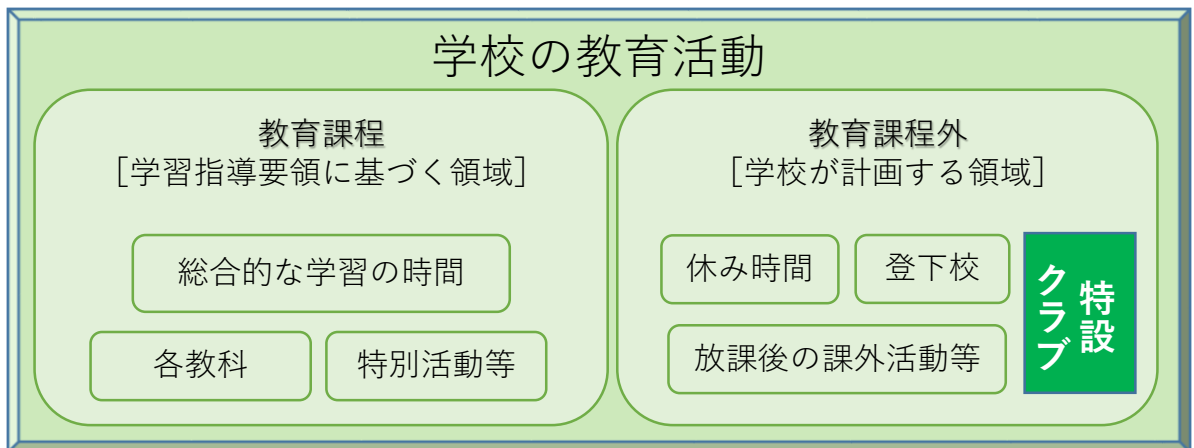 学校の教育活動
教育課程
［学習指導要領に基づく領域］
総合的な学習の時間
各教科
特別活動等
教育課程外
［学校が計画する領域］
休み時間
登下校
放課後の課外活動等
特設
クラブ